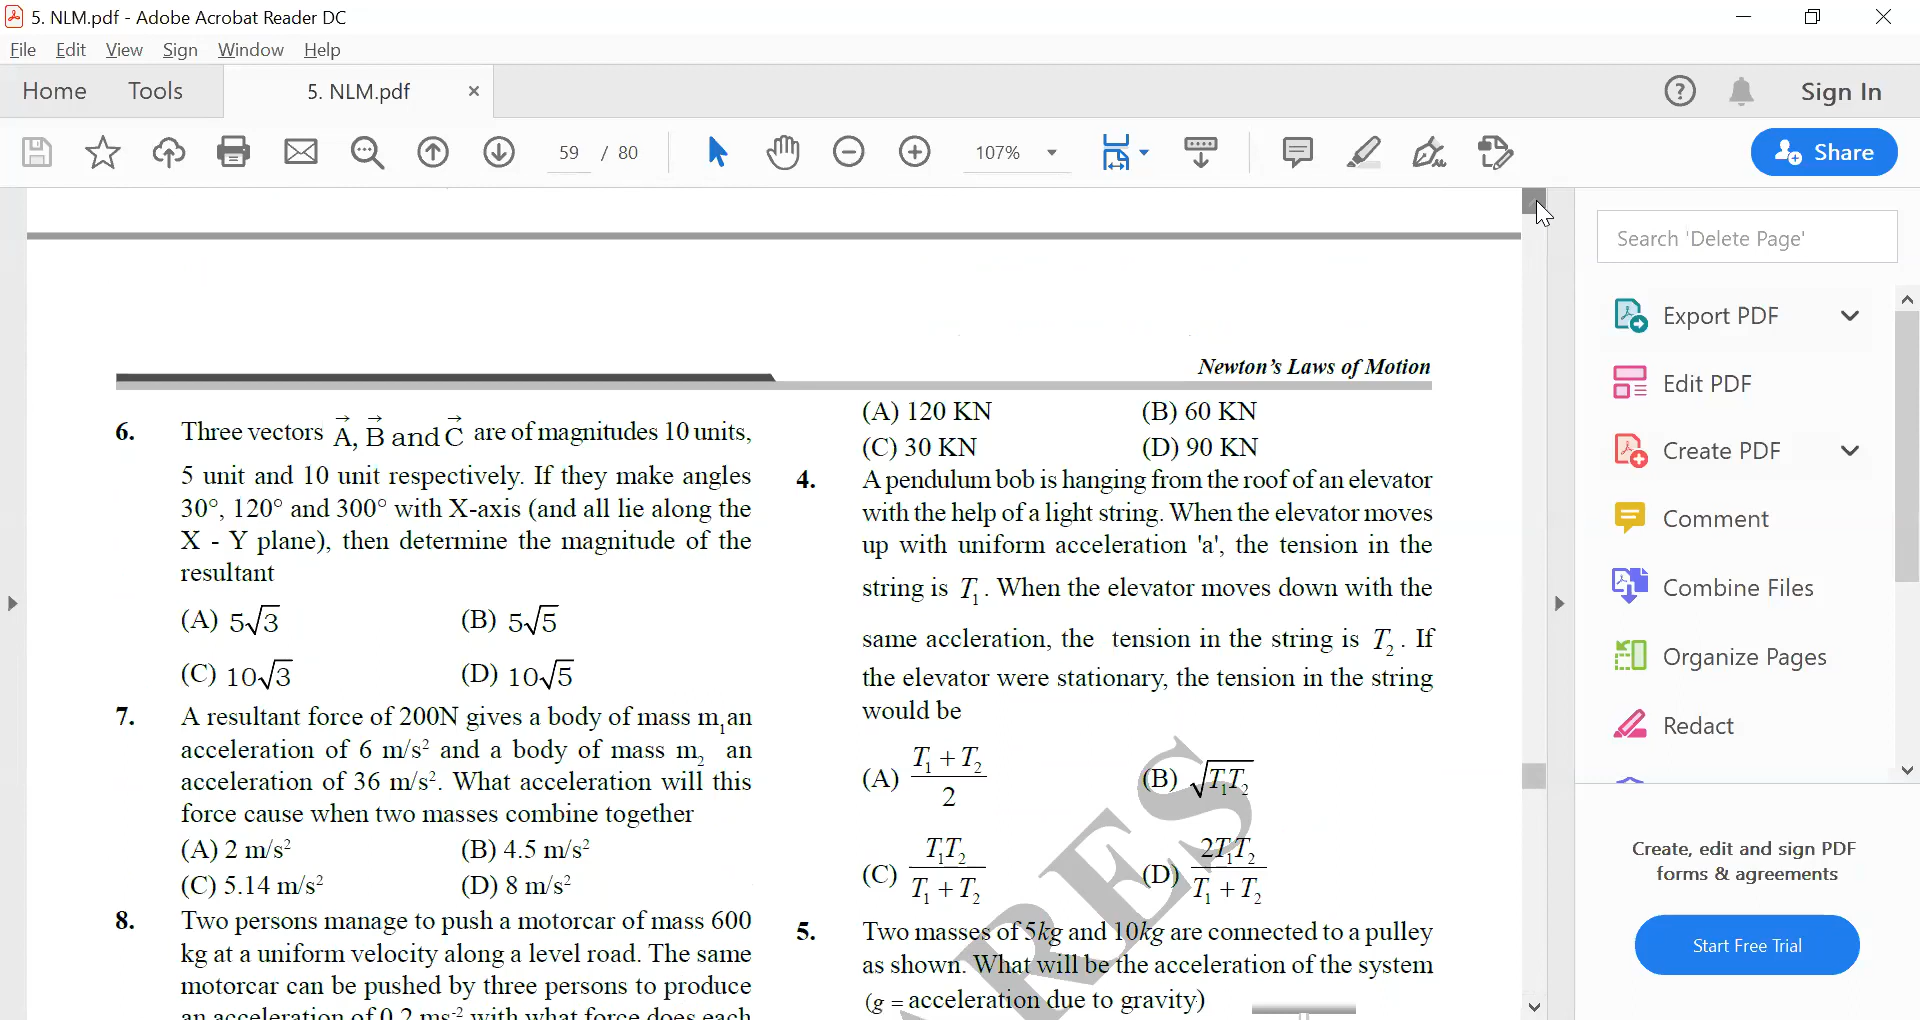 5. NLM.pdf - Adobe Acrobat Reader DC
File Edit View Sign Window Help
Home Tools 5. NLM.pdf × Sign In
59 / 80 107% Share
Newton's Laws of Motion
6. Three vectors A, B and C are of magnitudes 10 units,
5 unit and 10 unit respectively. If they make angles
30°, 120° and 300° with X-axis (and all lie along the
X - Y plane), then determine the magnitude of the
resultant
(A) 5√3 (B) 5√5
(C) 10√3 (D) 10√5
7. A resultant force of 200N gives a body of mass m₁ an
acceleration of 6 m/s² and a body of mass m₂ an
acceleration of 36 m/s². What acceleration will this
force cause when two masses combine together
(A) 2 m/s² (B) 4.5 m/s²
(C) 5.14 m/s² (D) 8 m/s²
8. Two persons manage to push a motorcar of mass 600
kg at a uniform velocity along a level road. The same
motorcar can be pushed by three persons to produce
an acceleration of 0.2 ms⁻² with what force does each
(A) 120 KN (B) 60 KN
(C) 30 KN (D) 90 KN
4. A pendulum bob is hanging from the roof of an elevator
with the help of a light string. When the elevator moves
up with uniform acceleration 'a', the tension in the
string is T₁. When the elevator moves down with the
same accleration, the tension in the string is T₂. If
the elevator were stationary, the tension in the string
would be
(A) (T₁ + T₂)/2 (B) √T₁T₂
(C) T₁T₂/(T₁ + T₂) (D) 2T₁T₂/(T₁ + T₂)
5. Two masses of 5kg and 10kg are connected to a pulley
as shown. What will be the acceleration of the system
(g = acceleration due to gravity)
RES
Search 'Delete Page'
Export PDF
Edit PDF
Create PDF
Comment
Combine Files
Organize Pages
Redact
Create, edit and sign PDF
forms & agreements
Start Free Trial